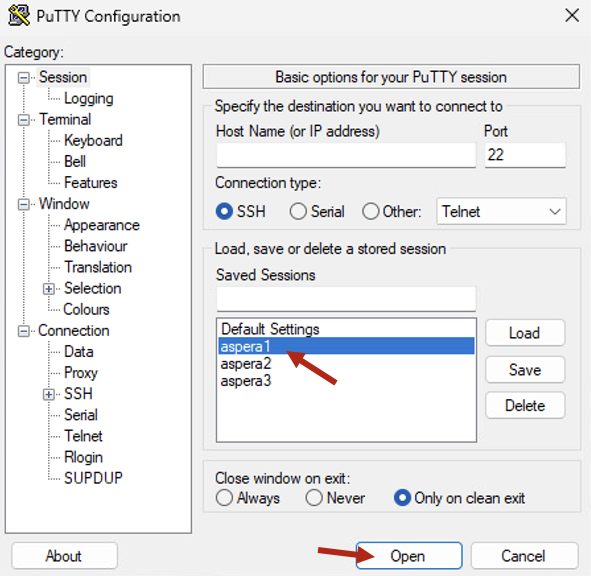 PuTTY Configuration
Category:
Session
Logging
Terminal
Keyboard
Bell
Features
Window
Appearance
Behaviour
Translation
Selection
Colours
Connection
Data
Proxy
SSH
Serial
Telnet
Rlogin
SUPDUP
Basic options for your PuTTY session
Specify the destination you want to connect to
Host Name (or IP address) Port
22
Connection type:
SSH Serial Other: Telnet
Load, save or delete a stored session
Saved Sessions
Default Settings
aspera1
aspera2
aspera3
Load
Save
Delete
Close window on exit:
Always Never Only on clean exit
About Open Cancel